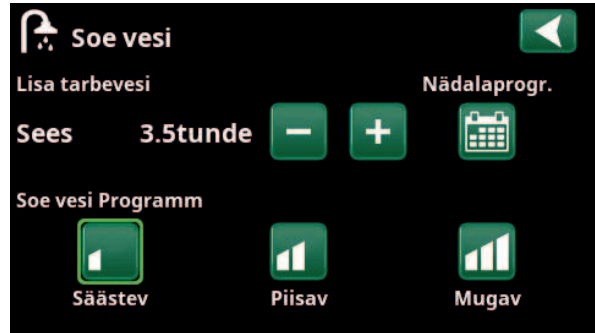 Soe vesi
Lisa tarbevesi Nädalaprogr.
Sees 3.5tunde
Soe vesi Programm
Säästev Piisav Mugav